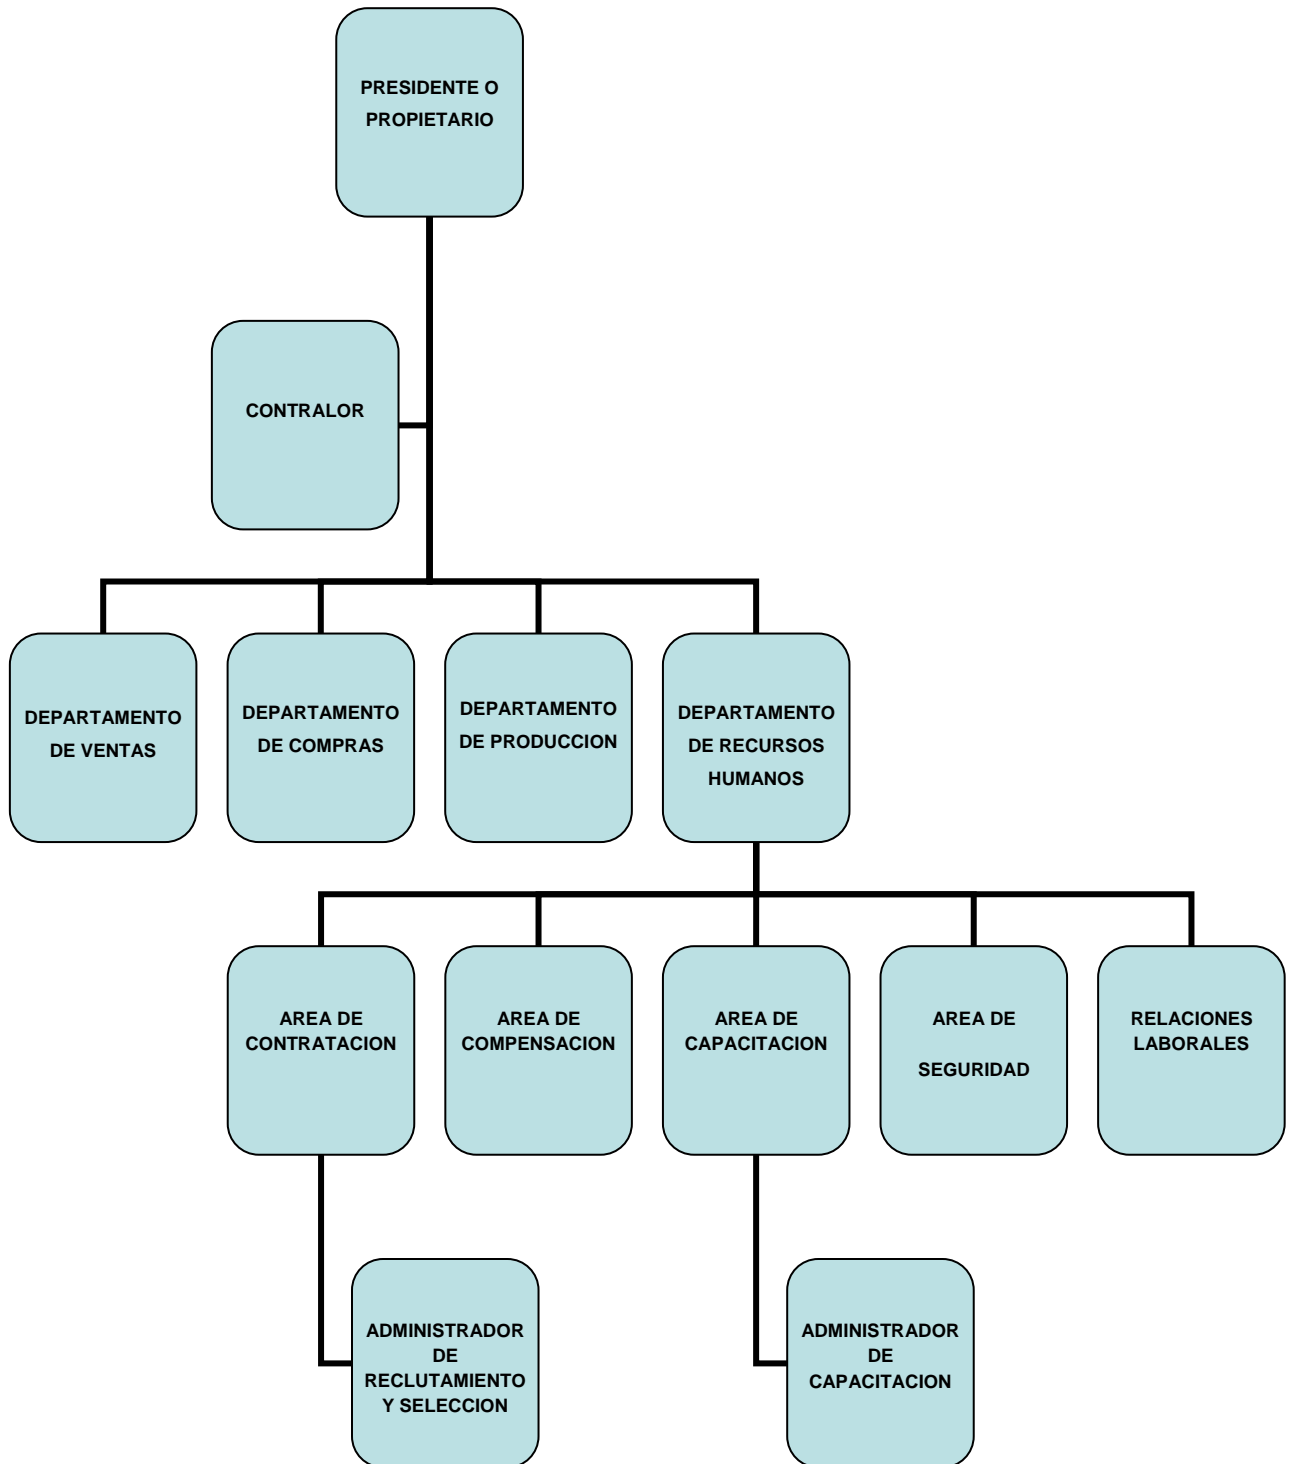 PRESIDENTE O
PROPIETARIO
CONTRALOR
DEPARTAMENTO
DE VENTAS
DEPARTAMENTO
DE COMPRAS
DEPARTAMENTO
DE PRODUCCION
DEPARTAMENTO
DE RECURSOS
HUMANOS
AREA DE
CONTRATACION
AREA DE
COMPENSACION
AREA DE
CAPACITACION
AREA DE
SEGURIDAD
RELACIONES
LABORALES
ADMINISTRADOR
DE
RECLUTAMIENTO
Y SELECCION
ADMINISTRADOR
DE
CAPACITACION